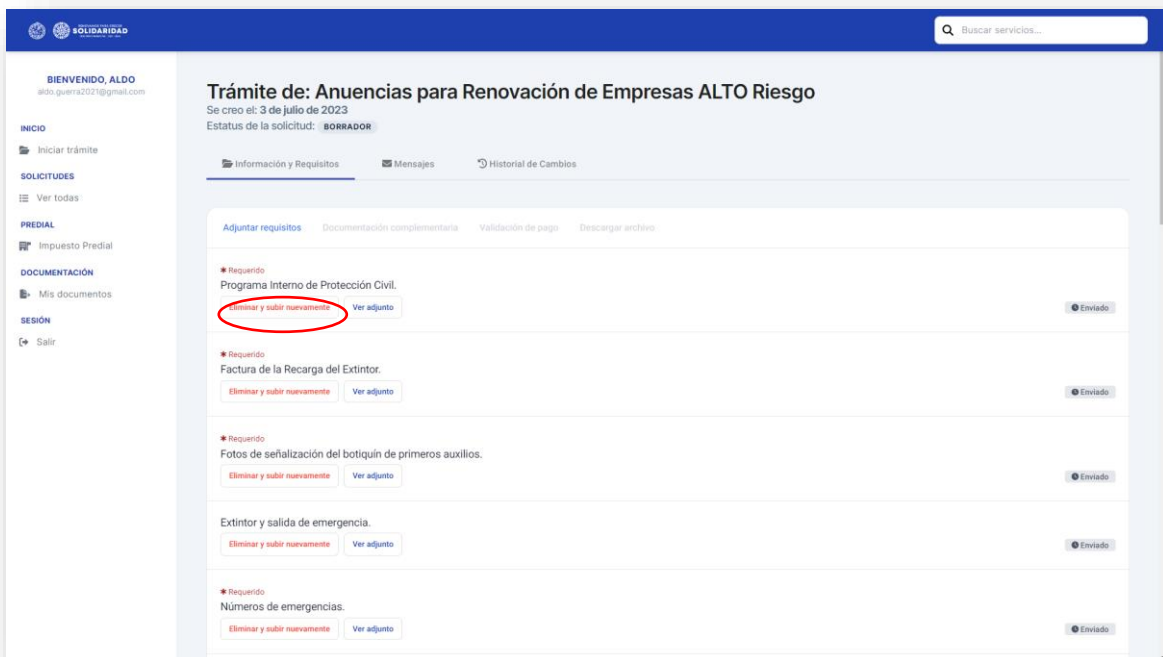 SOLIDARIDAD
Buscar servicios...
BIENVENIDO, ALDO
aldo.guerra2021@gmail.com
INICIO
Iniciar trámite
SOLICITUDES
Ver todas
PREDIAL
Impuesto Predial
DOCUMENTACIÓN
Mis documentos
SESIÓN
Salir
Trámite de: Anuencias para Renovación de Empresas ALTO Riesgo
Se creo el: 3 de julio de 2023
Estatus de la solicitud: BORRADOR
Información y Requisitos Mensajes Historial de Cambios
Adjuntar requisitos Documentación complementaria Validación de pago Descargar archivo
* Requerido
Programa Interno de Protección Civil.
Eliminar y subir nuevamente Ver adjunto Enviado
* Requerido
Factura de la Recarga del Extintor.
Eliminar y subir nuevamente Ver adjunto Enviado
* Requerido
Fotos de señalización del botiquín de primeros auxilios.
Eliminar y subir nuevamente Ver adjunto Enviado
Extintor y salida de emergencia.
Eliminar y subir nuevamente Ver adjunto Enviado
* Requerido
Números de emergencias.
Eliminar y subir nuevamente Ver adjunto Enviado